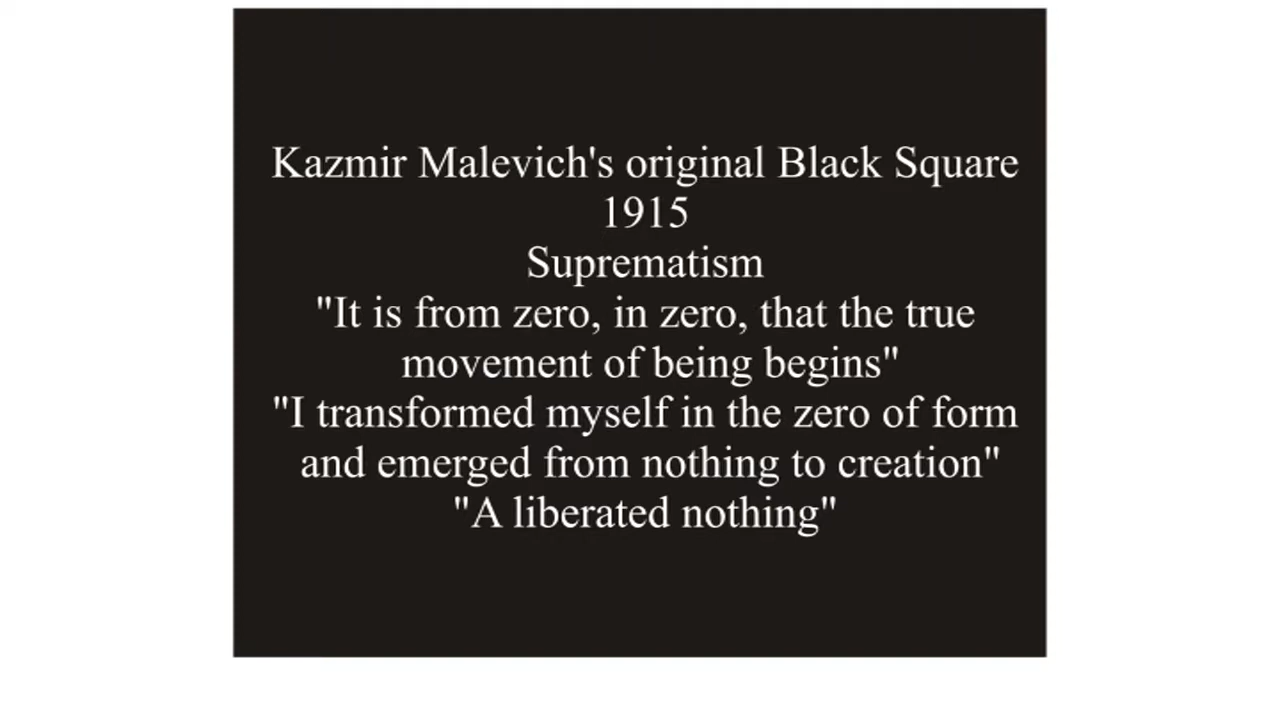 Kazmir Malevich's original Black Square
1915
Suprematism
"It is from zero, in zero, that the true
movement of being begins"
"I transformed myself in the zero of form
and emerged from nothing to creation"
"A liberated nothing"